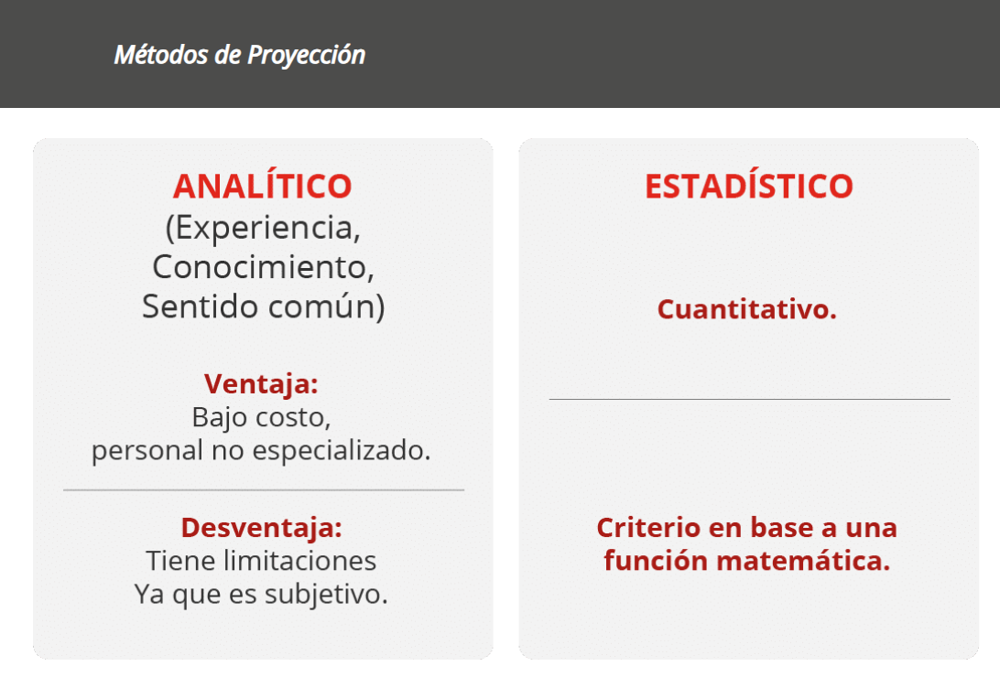 Métodos de Proyección
ANALÍTICO
(Experiencia,
Conocimiento,
Sentido común)
Ventaja:
Bajo costo,
personal no especializado.
Desventaja:
Tiene limitaciones
Ya que es subjetivo.
ESTADÍSTICO
Cuantitativo.
Criterio en base a una
función matemática.